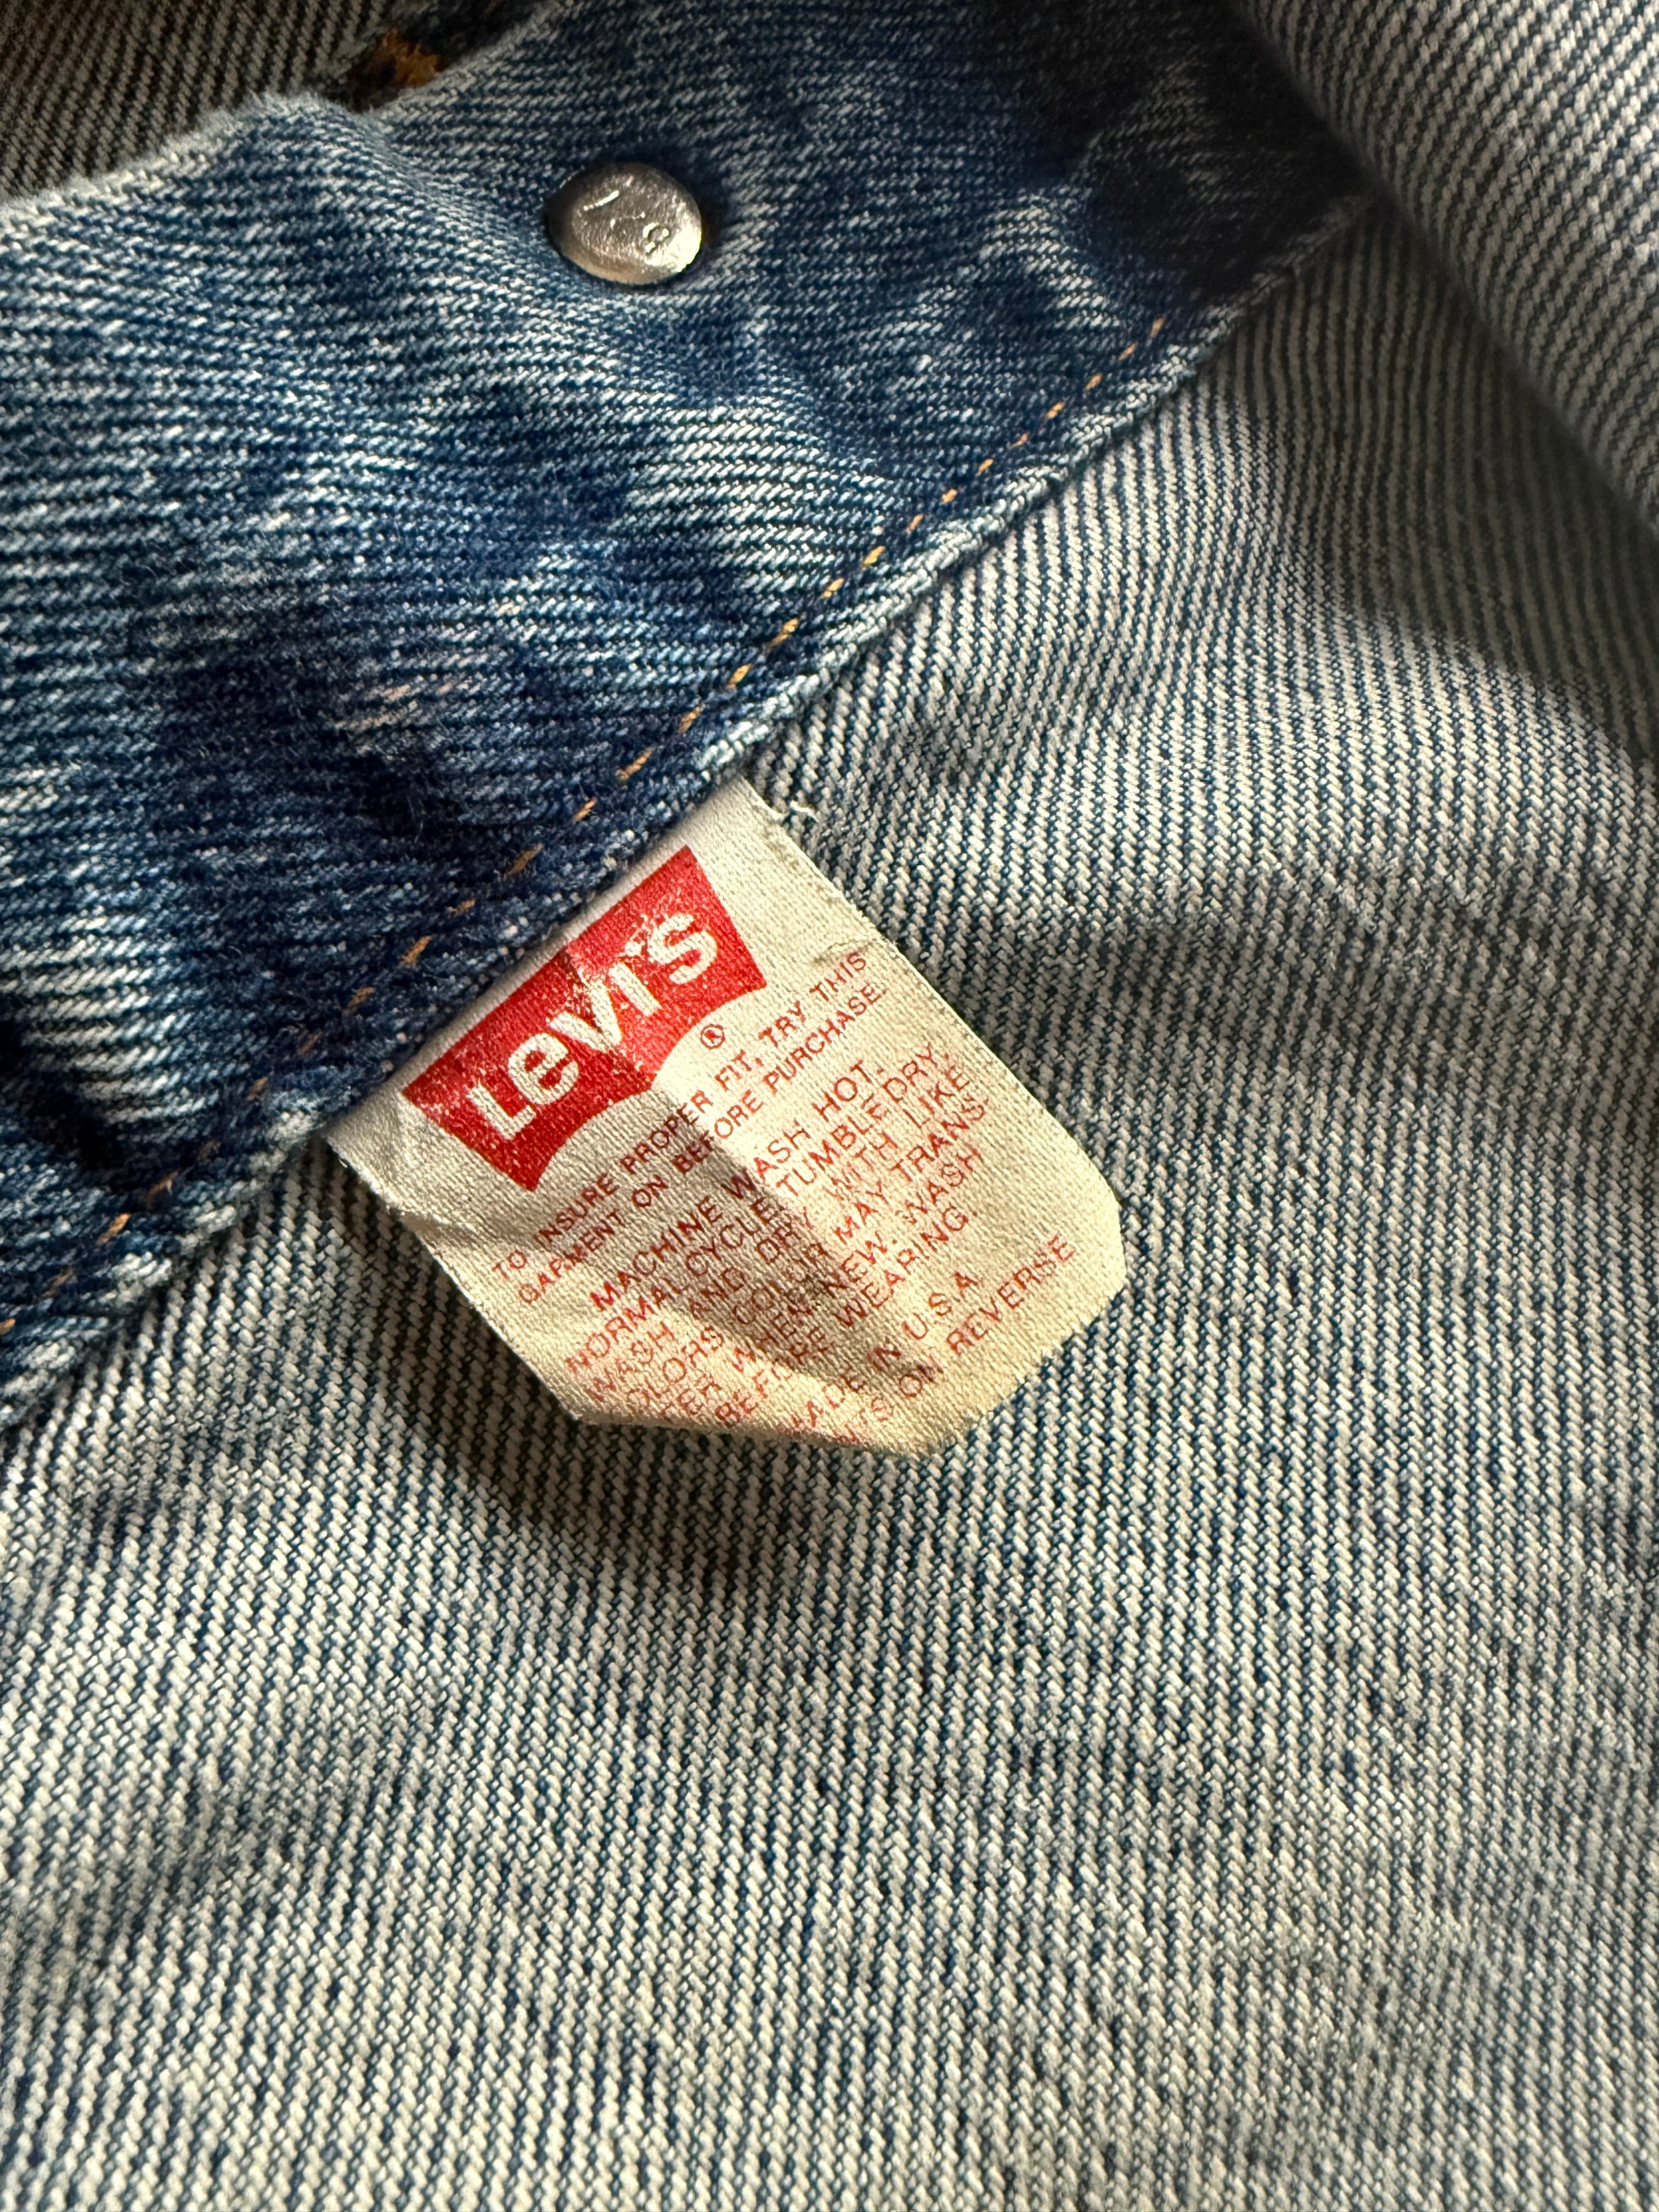 Levi's
®
TO INSURE PROPER FIT, TRY THIS
GARMENT ON BEFORE PURCHASE.
MACHINE WASH HOT.
NORMAL CYCLE. TUMBLE DRY.
WASH AND DRY WITH LIKE
COLORS. COLOR MAY TRANS
WHEN NEW. WASH
BEFORE WEARING.
MADE IN U.S.A
ON REVERSE